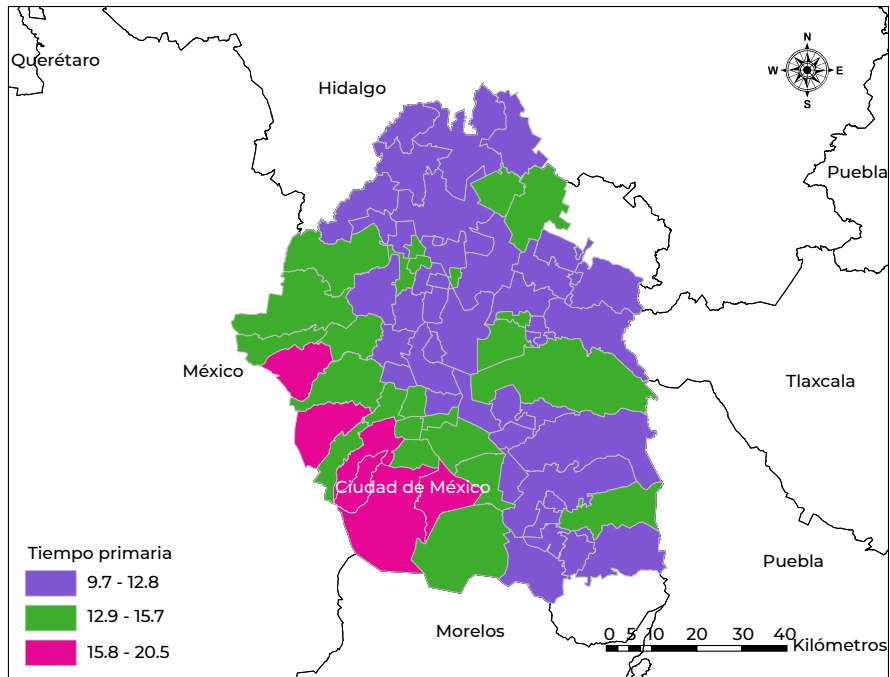 Querétaro
Hidalgo
N
W E
S
Puebla
México
Tlaxcala
Ciudad de México
Tiempo primaria
9.7 - 12.8
12.9 - 15.7
15.8 - 20.5
Puebla
Morelos
0 5 10 20 30 40
Kilómetros